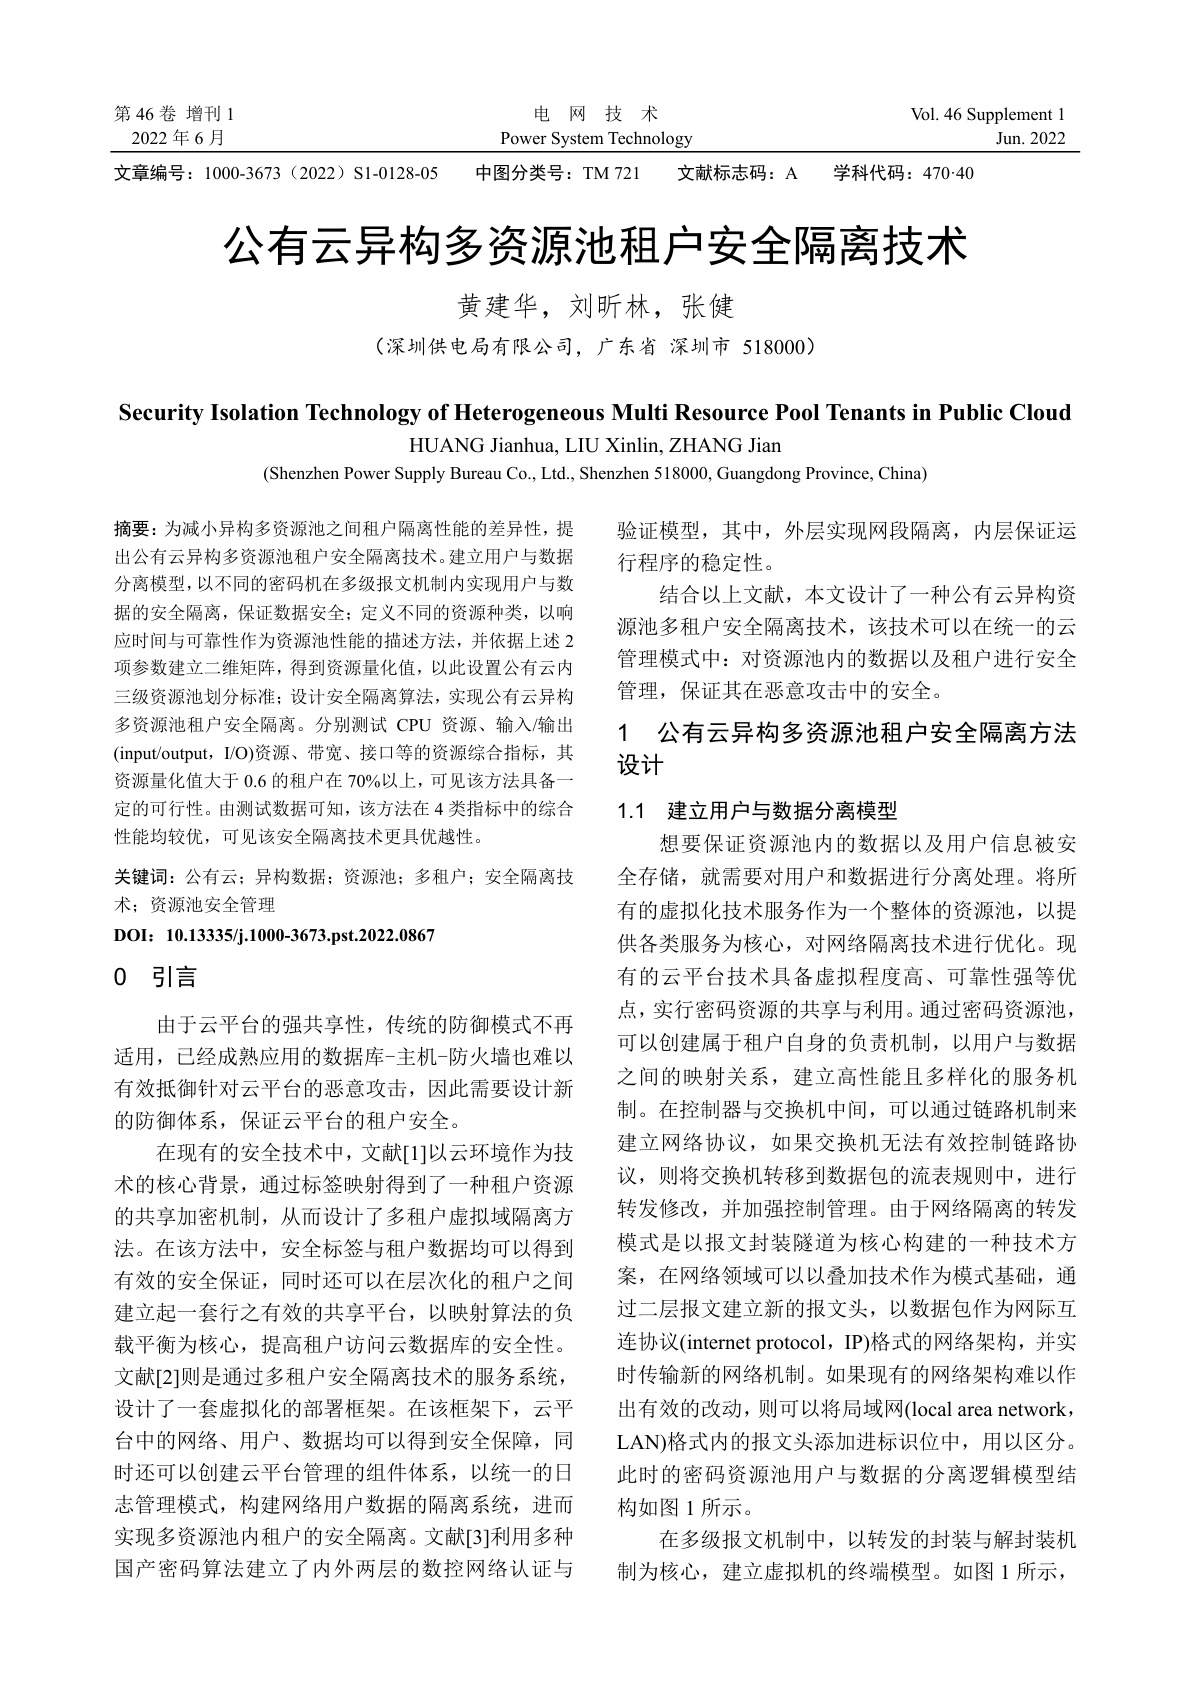 第 46 卷 增刊 1 电 网 技 术 Vol. 46 Supplement 1
2022 年 6 月 Power System Technology Jun. 2022
文章编号：1000-3673（2022）S1-0128-05 中图分类号：TM 721 文献标志码：A 学科代码：470·40
公有云异构多资源池租户安全隔离技术
黄建华，刘昕林，张健
（深圳供电局有限公司，广东省 深圳市 518000）
Security Isolation Technology of Heterogeneous Multi Resource Pool Tenants in Public Cloud
HUANG Jianhua, LIU Xinlin, ZHANG Jian
(Shenzhen Power Supply Bureau Co., Ltd., Shenzhen 518000, Guangdong Province, China)
摘要：为减小异构多资源池之间租户隔离性能的差异性，提
出公有云异构多资源池租户安全隔离技术。建立用户与数据
分离模型，以不同的密码机在多级报文机制内实现用户与数
据的安全隔离，保证数据安全；定义不同的资源种类，以响
应时间与可靠性作为资源池性能的描述方法，并依据上述 2
项参数建立二维矩阵，得到资源量化值，以此设置公有云内
三级资源池划分标准；设计安全隔离算法，实现公有云异构
多资源池租户安全隔离。分别测试 CPU 资源、输入/输出
(input/output，I/O)资源、带宽、接口等的资源综合指标，其
资源量化值大于 0.6 的租户在 70%以上，可见该方法具备一
定的可行性。由测试数据可知，该方法在 4 类指标中的综合
性能均较优，可见该安全隔离技术更具优越性。
关键词：公有云；异构数据；资源池；多租户；安全隔离技
术；资源池安全管理
DOI：10.13335/j.1000-3673.pst.2022.0867
0 引言
由于云平台的强共享性，传统的防御模式不再
适用，已经成熟应用的数据库−主机−防火墙也难以
有效抵御针对云平台的恶意攻击，因此需要设计新
的防御体系，保证云平台的租户安全。
在现有的安全技术中，文献[1]以云环境作为技
术的核心背景，通过标签映射得到了一种租户资源
的共享加密机制，从而设计了多租户虚拟域隔离方
法。在该方法中，安全标签与租户数据均可以得到
有效的安全保证，同时还可以在层次化的租户之间
建立起一套行之有效的共享平台，以映射算法的负
载平衡为核心，提高租户访问云数据库的安全性。
文献[2]则是通过多租户安全隔离技术的服务系统，
设计了一套虚拟化的部署框架。在该框架下，云平
台中的网络、用户、数据均可以得到安全保障，同
时还可以创建云平台管理的组件体系，以统一的日
志管理模式，构建网络用户数据的隔离系统，进而
实现多资源池内租户的安全隔离。文献[3]利用多种
国产密码算法建立了内外两层的数控网络认证与
验证模型，其中，外层实现网段隔离，内层保证运
行程序的稳定性。
结合以上文献，本文设计了一种公有云异构资
源池多租户安全隔离技术，该技术可以在统一的云
管理模式中：对资源池内的数据以及租户进行安全
管理，保证其在恶意攻击中的安全。
1 公有云异构多资源池租户安全隔离方法
设计
1.1 建立用户与数据分离模型
想要保证资源池内的数据以及用户信息被安
全存储，就需要对用户和数据进行分离处理。将所
有的虚拟化技术服务作为一个整体的资源池，以提
供各类服务为核心，对网络隔离技术进行优化。现
有的云平台技术具备虚拟程度高、可靠性强等优
点，实行密码资源的共享与利用。通过密码资源池，
可以创建属于租户自身的负责机制，以用户与数据
之间的映射关系，建立高性能且多样化的服务机
制。在控制器与交换机中间，可以通过链路机制来
建立网络协议，如果交换机无法有效控制链路协
议，则将交换机转移到数据包的流表规则中，进行
转发修改，并加强控制管理。由于网络隔离的转发
模式是以报文封装隧道为核心构建的一种技术方
案，在网络领域可以以叠加技术作为模式基础，通
过二层报文建立新的报文头，以数据包作为网际互
连协议(internet protocol，IP)格式的网络架构，并实
时传输新的网络机制。如果现有的网络架构难以作
出有效的改动，则可以将局域网(local area network，
LAN)格式内的报文头添加进标识位中，用以区分。
此时的密码资源池用户与数据的分离逻辑模型结
构如图 1 所示。
在多级报文机制中，以转发的封装与解封装机
制为核心，建立虚拟机的终端模型。如图 1 所示，